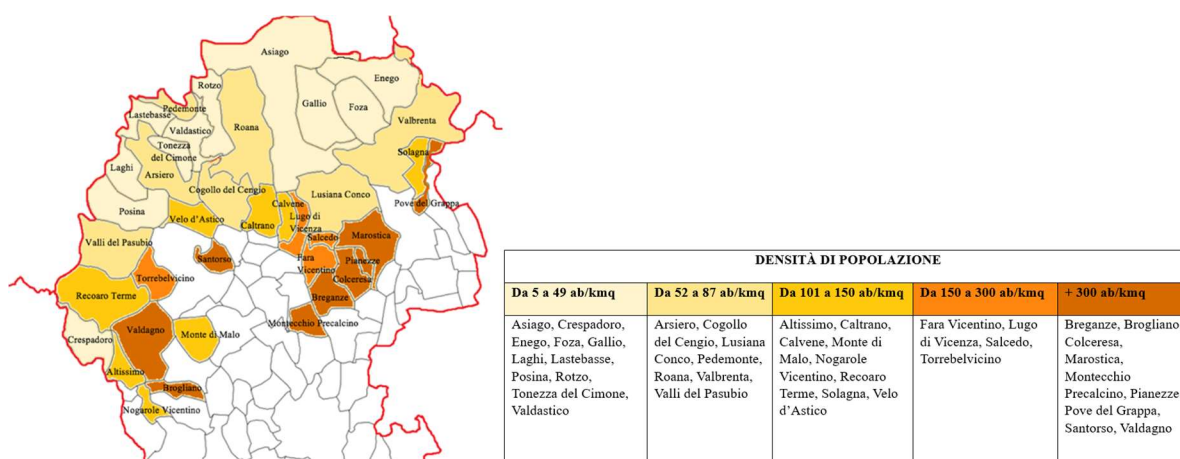 Asiago
Enego
Rotzo
Gallio
Foza
Pedemonte
Lastebasse
Valdastico
Roana
Valbrenta
Tonezza
del Cimone
Solagna
Laghi
Arsiero
Cogollo del Cengio
Lusiana Conco
Pove del Grappa
Posina
Velo d'Astico
Caltrano
Calvene
Lugo di
Vicenza
Salcedo
Marostica
Valli del Pasubio
Santorso
Fara
Vicentino
Pianezze
Colceresa
Torrebelvicino
Recoaro Terme
Breganze
Montecchio Precalcino
Valdagno
Monte di Malo
Crespadoro
Altissimo
Brogliano
Nogarole Vicentino
DENSITÀ DI POPOLAZIONE
Da 5 a 49 ab/kmq
Da 52 a 87 ab/kmq
Da 101 a 150 ab/kmq
Da 150 a 300 ab/kmq
+ 300 ab/kmq
Asiago, Crespadoro,
Enego, Foza, Gallio,
Laghi, Lastebasse,
Posina, Rotzo,
Tonezza del Cimone,
Valdastico
Arsiero, Cogollo
del Cengio, Lusiana
Conco, Pedemonte,
Roana, Valbrenta,
Valli del Pasubio
Altissimo, Caltrano,
Calvene, Monte di
Malo, Nogarole
Vicentino, Recoaro
Terme, Solagna, Velo
d'Astico
Fara Vicentino, Lugo
di Vicenza, Salcedo,
Torrebelvicino
Breganze, Brogliano
Colceresa,
Marostica,
Montecchio
Precalcino, Pianezze
Pove del Grappa,
Santorso, Valdagno